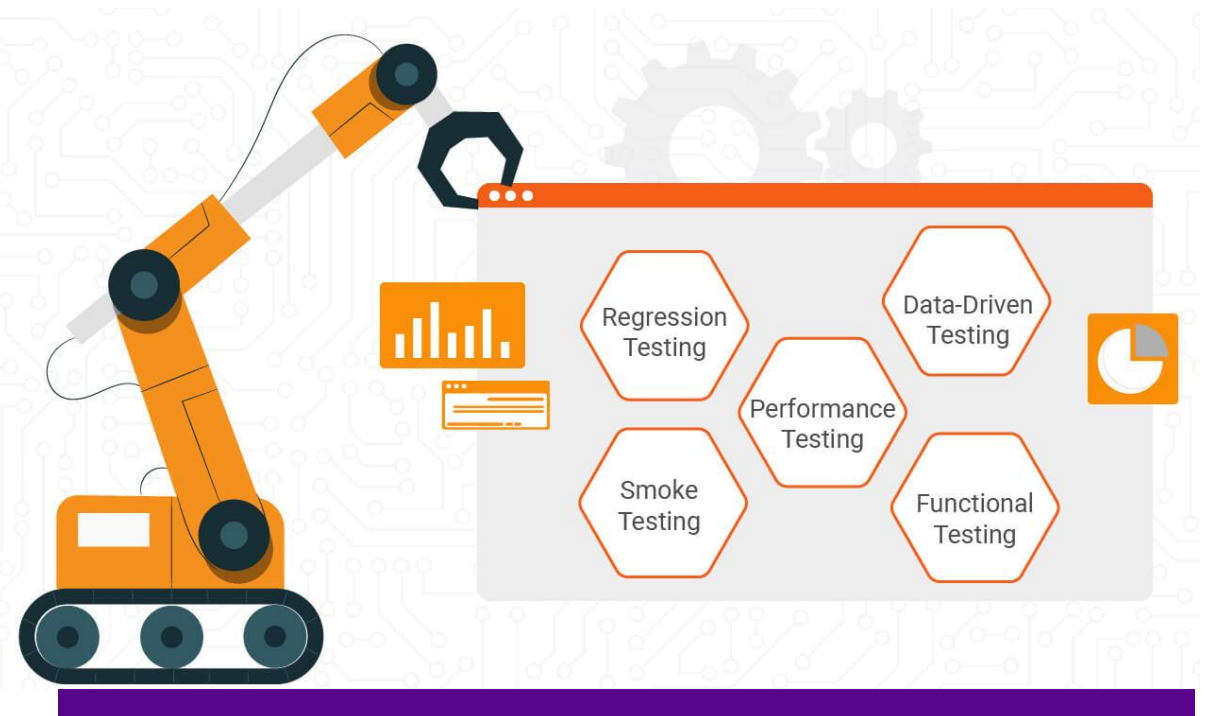 Regression
Testing
Data-Driven
Testing
Performance
Testing
Smoke
Testing
Functional
Testing